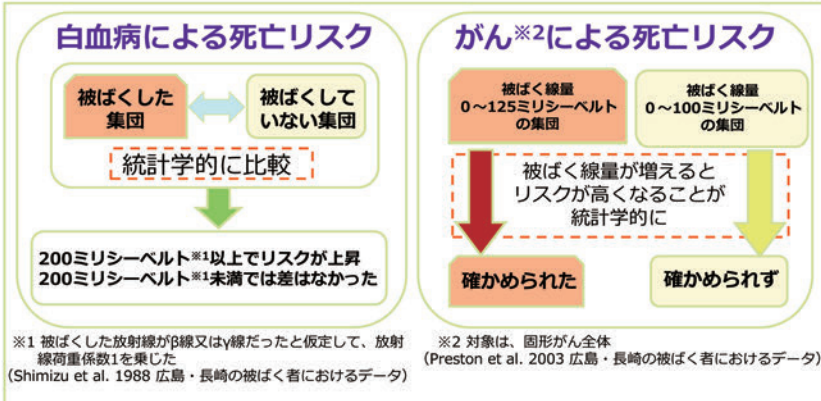 白血病による死亡リスク
被ばくした
集団
被ばくして
いない集団
統計学的に比較
200ミリシーベルト※1以上でリスクが上昇
200ミリシーベルト※1未満では差はなかった
※1 被ばくした放射線がβ線又はγ線だったと仮定して、放射
線荷重係数1を乗じた
(Shimizu et al. 1988 広島・長崎の被ばく者におけるデータ)
がん※2による死亡リスク
被ばく線量
0～125ミリシーベルト
の集団
被ばく線量
0～100ミリシーベルト
の集団
被ばく線量が増えると
リスクが高くなることが
統計学的に
確かめられた
確かめられず
※2 対象は、固形がん全体
(Preston et al. 2003 広島・長崎の被ばく者におけるデータ)